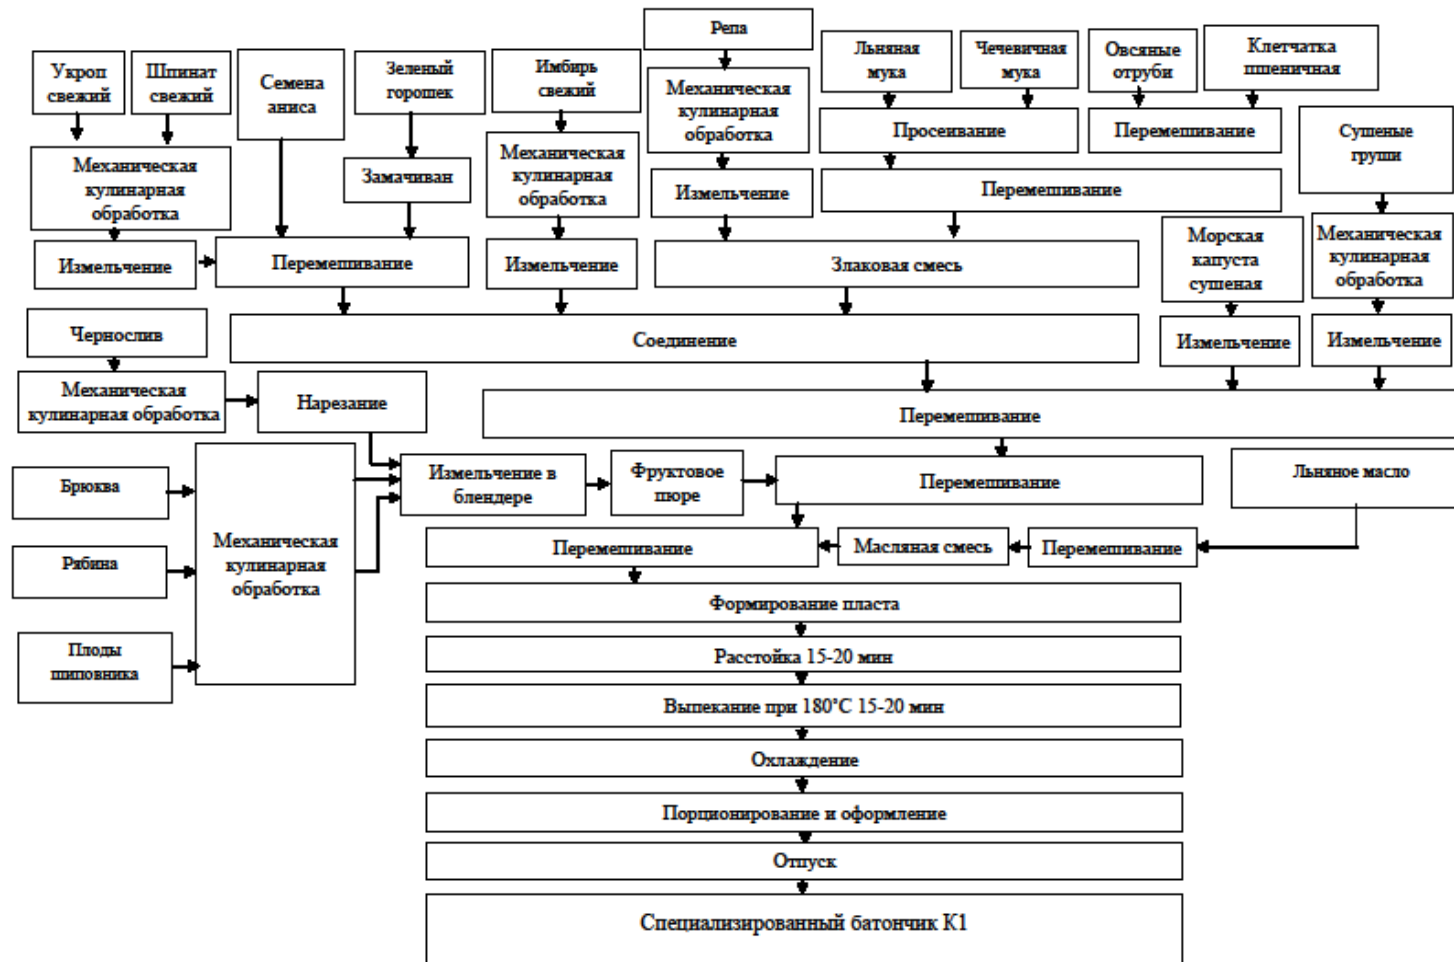 Репа
Укроп
свежий
Шпинат
свежий
Семена
аниса
Зеленый
горошек
Имбирь
свежий
Механическая
кулинарная
обработка
Льняная
мука
Чечевичная
мука
Овсяные
отруби
Клетчатка
пшеничная
Просеивание
Перемешивание
Сушеные
груши
Механическая
кулинарная
обработка
Замачиван
Механическая
кулинарная
обработка
Измельчение
Перемешивание
Измельчение
Перемешивание
Измельчение
Злаковая смесь
Морская
капуста
сушеная
Механическая
кулинарная
обработка
Чернослив
Соединение
Измельчение
Измельчение
Механическая
кулинарная обработка
Нарезание
Перемешивание
Брюква
Измельчение в
блендере
Фруктовое
пюре
Перемешивание
Льняное масло
Рябина
Механическая
кулинарная
обработка
Перемешивание
Масляная смесь
Перемешивание
Плоды
шиповника
Формирование пласта
Расстойка 15-20 мин
Выпекание при 180°С 15-20 мин
Охлаждение
Порционирование и оформление
Отпуск
Специализированный батончик К1